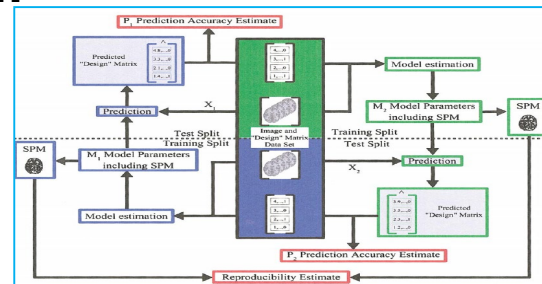 P1 Prediction Accuracy Estimate
Predicted
"Design" Matrix
Model estimation
Prediction
X1
M2 Model Parameters
including SPM
SPM
Test Split
Training Split
Image and
"Design" Matrix
Data Set
Training Split
Test Split
SPM
M1 Model Parameters
including SPM
Prediction
X2
Model estimation
Predicted
"Design" Matrix
P2 Prediction Accuracy Estimate
Reproducibility Estimate